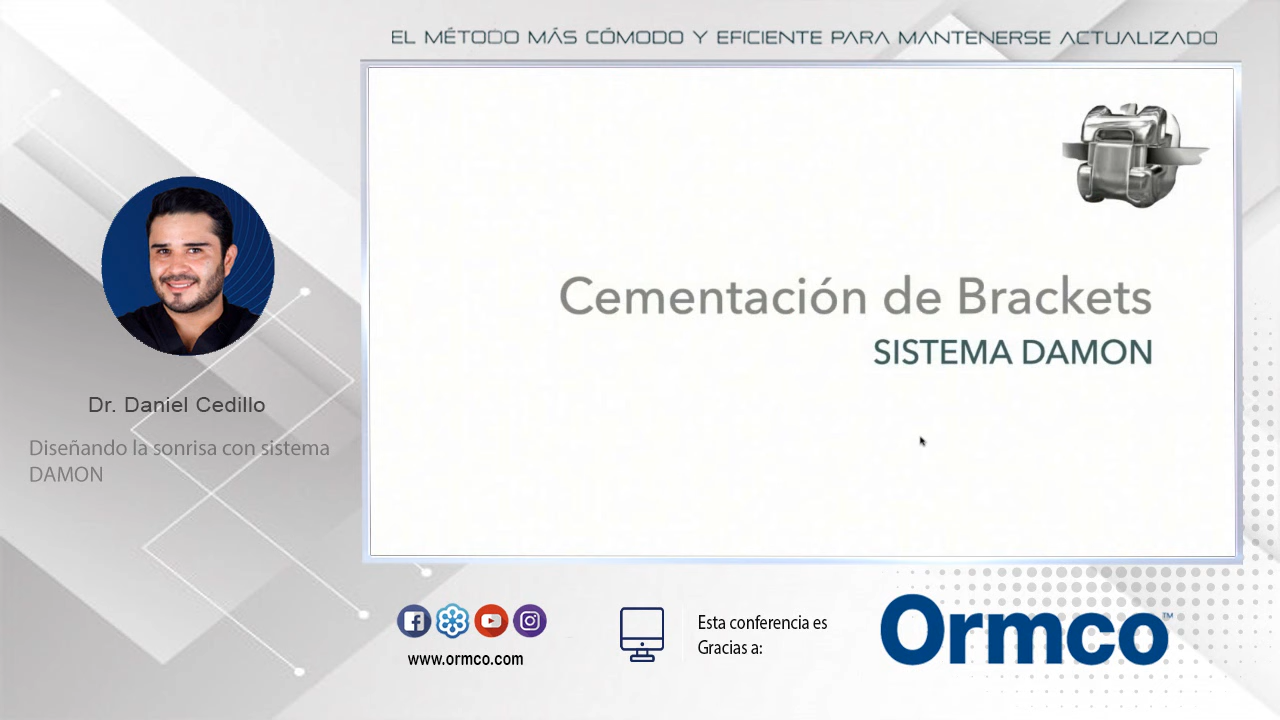 EL MÉTODO MÁS CÓMODO Y EFICIENTE PARA MANTENERSE ACTUALIZADO
Cementación de Brackets
SISTEMA DAMON
Dr. Daniel Cedillo
Diseñando la sonrisa con sistema
DAMON
www.ormco.com
Esta conferencia es
Gracias a:
Ormco™